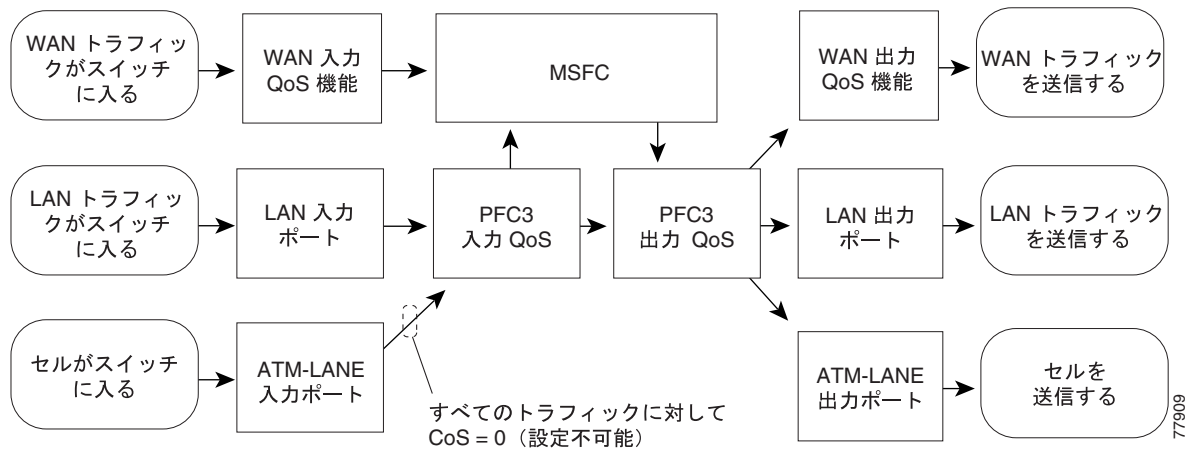 WAN トラフィッ
クがスイッチ
に入る
WAN 入力
QoS 機能
MSFC
WAN 出力
QoS 機能
WAN トラフィック
を送信する
LAN トラフィッ
クがスイッチ
に入る
LAN 入力
ポート
PFC3
入力 QoS
PFC3
出力 QoS
LAN 出力
ポート
LAN トラフィック
を送信する
セルがスイッチ
に入る
ATM-LANE
入力ポート
すべてのトラフィックに対して
CoS = 0（設定不可能）
ATM-LANE
出力ポート
セルを
送信する
77909